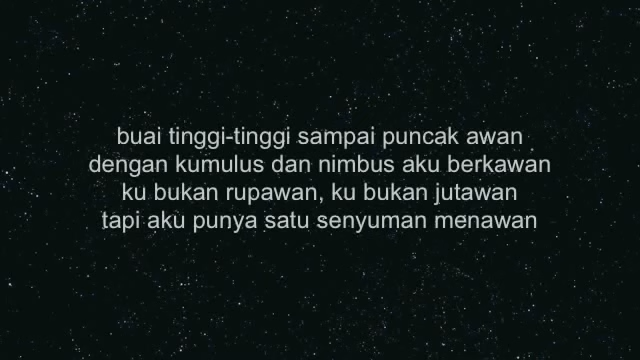 buai tinggi-tinggi sampai puncak awan
dengan kumulus dan nimbus aku berkawan
ku bukan rupawan, ku bukan jutawan
tapi aku punya satu senyuman menawan